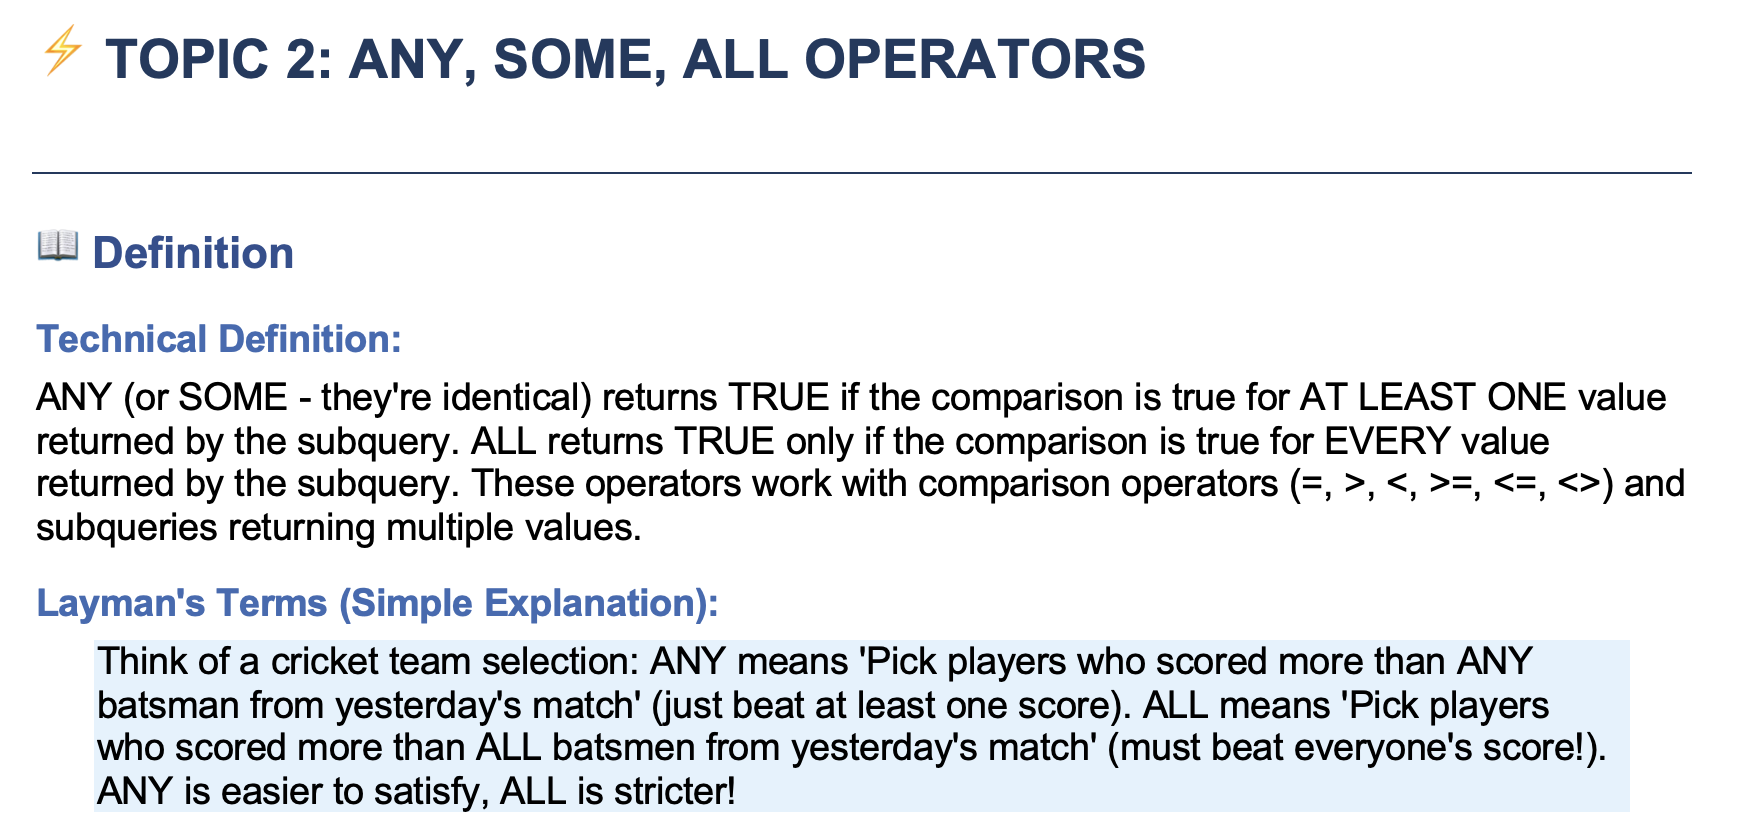 ⚡ TOPIC 2: ANY, SOME, ALL OPERATORS
📖 Definition
Technical Definition:
ANY (or SOME - they're identical) returns TRUE if the comparison is true for AT LEAST ONE value
returned by the subquery. ALL returns TRUE only if the comparison is true for EVERY value
returned by the subquery. These operators work with comparison operators (=, >, <, >=, <=, <>) and
subqueries returning multiple values.
Layman's Terms (Simple Explanation):
Think of a cricket team selection: ANY means 'Pick players who scored more than ANY
batsman from yesterday's match' (just beat at least one score). ALL means 'Pick players
who scored more than ALL batsmen from yesterday's match' (must beat everyone's score!).
ANY is easier to satisfy, ALL is stricter!